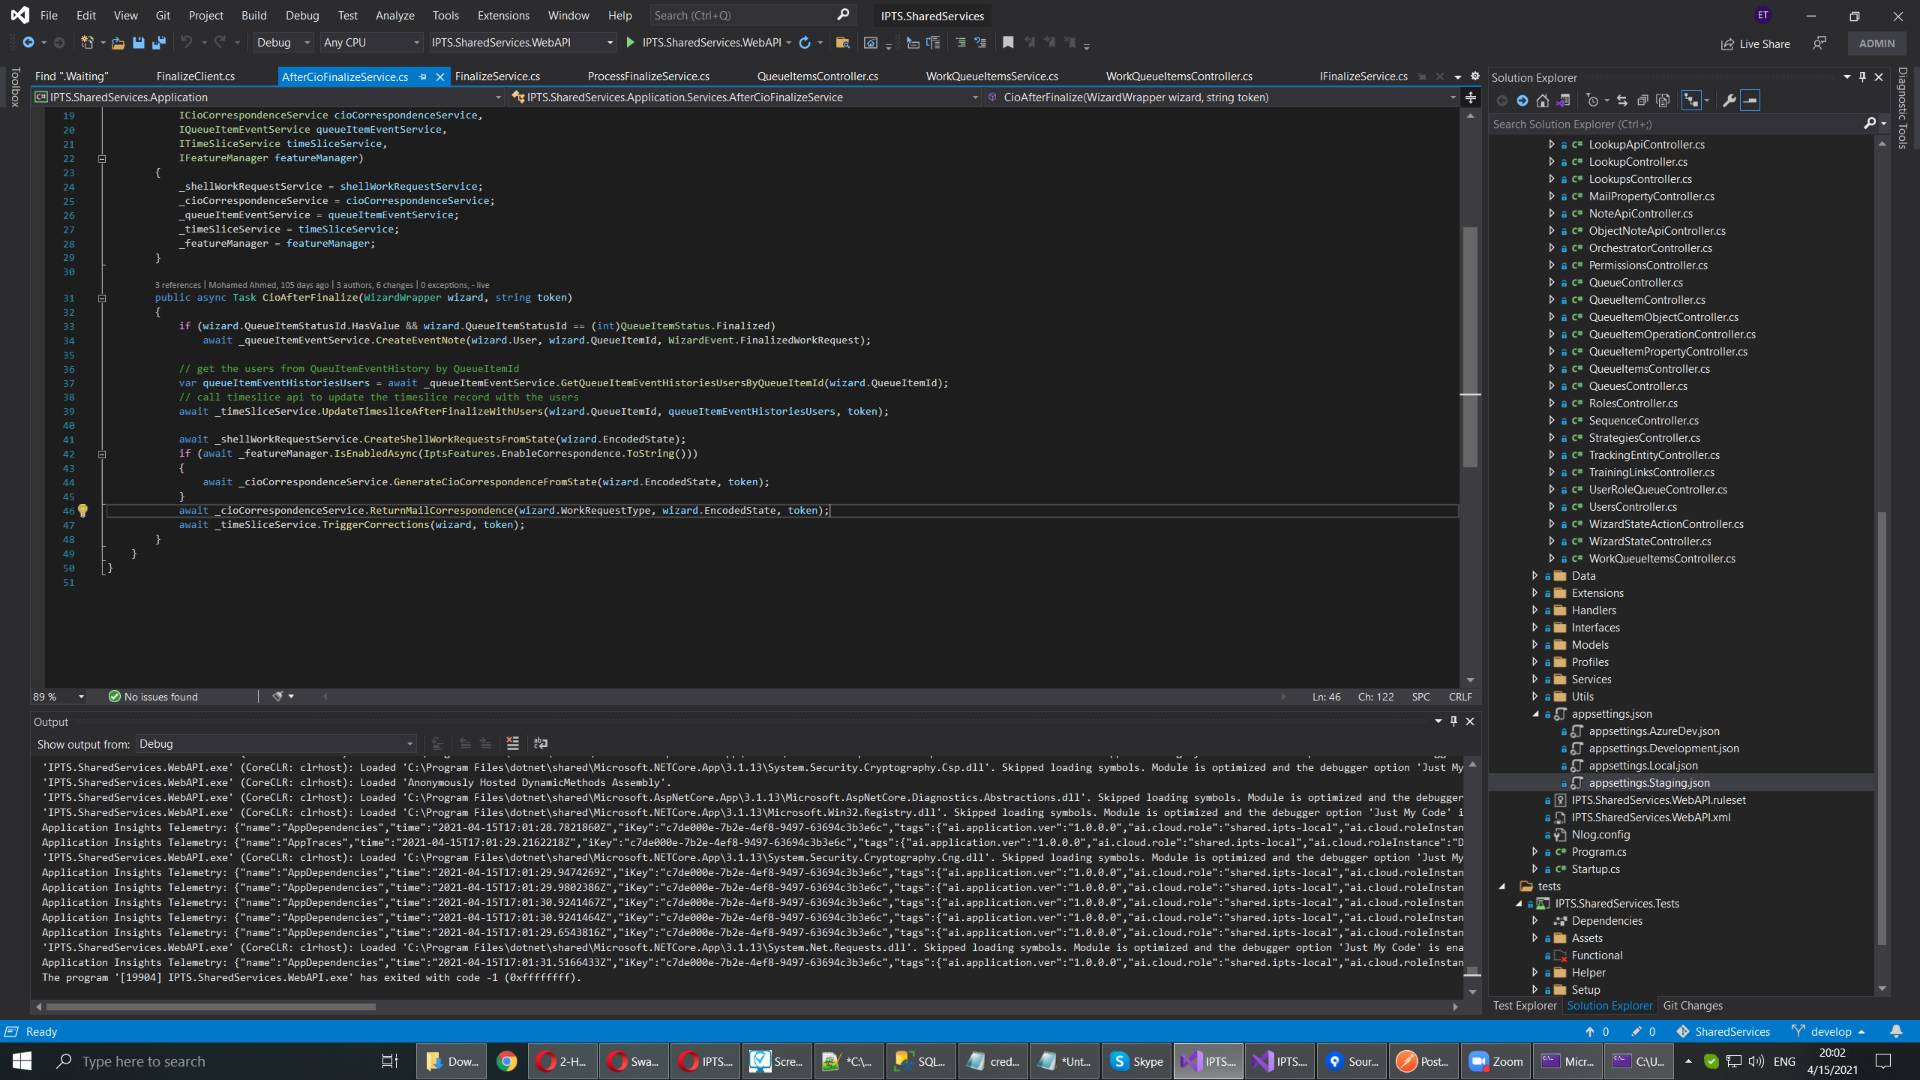 File Edit View Git Project Build Debug Test Analyze Tools Extensions Window Help Search (Ctrl+Q) IPTS.SharedServices ET
Debug Any CPU IPTS.SharedServices.WebAPI IPTS.SharedServices.WebAPI Live Share ADMIN
Toolbox
Find ".Waiting" FinalizeClient.cs AfterCioFinalizeService.cs FinalizeService.cs ProcessFinalizeService.cs QueueItemsController.cs WorkQueueItemsService.cs WorkQueueItemsController.cs IFinalizeService.cs
IPTS.SharedServices.Application IPTS.SharedServices.Application.Services.AfterCioFinalizeService CioAfterFinalize(WizardWrapper wizard, string token)
19 ICioCorrespondenceService cioCorrespondenceService,
20 IQueueItemEventService queueItemEventService,
21 ITimeSliceService timeSliceService,
22 IFeatureManager featureManager)
23 {
24 _shellWorkRequestService = shellWorkRequestService;
25 _cioCorrespondenceService = cioCorrespondenceService;
26 _queueItemEventService = queueItemEventService;
27 _timeSliceService = timeSliceService;
28 _featureManager = featureManager;
29 }
30
3 references | Mohamed Ahmed, 105 days ago | 3 authors, 6 changes | 0 exceptions, - live
31 public async Task CioAfterFinalize(WizardWrapper wizard, string token)
32 {
33 if (wizard.QueueItemStatusId.HasValue && wizard.QueueItemStatusId == (int)QueueItemStatus.Finalized)
34 await _queueItemEventService.CreateEventNote(wizard.User, wizard.QueueItemId, WizardEvent.FinalizedWorkRequest);
35
36 // get the users from QueuItemEventHistory by QueueItemId
37 var queueItemEventHistoriesUsers = await _queueItemEventService.GetQueueItemEventHistoriesUsersByQueueItemId(wizard.QueueItemId);
38 // call timeslice api to update the timeslice record with the users
39 await _timeSliceService.UpdateTimesliceAfterFinalizeWithUsers(wizard.QueueItemId, queueItemEventHistoriesUsers, token);
40
41 await _shellWorkRequestService.CreateShellWorkRequestsFromState(wizard.EncodedState);
42 if (await _featureManager.IsEnabledAsync(IptsFeatures.EnableCorrespondence.ToString()))
43 {
44 await _cioCorrespondenceService.GenerateCioCorrespondenceFromState(wizard.EncodedState, token);
45 }
46 await _cioCorrespondenceService.ReturnMailCorrespondence(wizard.WorkRequestType, wizard.EncodedState, token);
47 await _timeSliceService.TriggerCorrections(wizard, token);
48 }
49 }
50 }
51
89 % No issues found Ln: 46 Ch: 122 SPC CRLF
Output
Show output from: Debug
'IPTS.SharedServices.WebAPI.exe' (CoreCLR: clrhost): Loaded 'C:\Program Files\dotnet\shared\Microsoft.NETCore.App\3.1.13\System.Security.Cryptography.Csp.dll'. Skipped loading symbols. Module is optimized and the debugger option 'Just My
'IPTS.SharedServices.WebAPI.exe' (CoreCLR: clrhost): Loaded 'Anonymously Hosted DynamicMethods Assembly'.
'IPTS.SharedServices.WebAPI.exe' (CoreCLR: clrhost): Loaded 'C:\Program Files\dotnet\shared\Microsoft.AspNetCore.App\3.1.13\Microsoft.AspNetCore.Diagnostics.Abstractions.dll'. Skipped loading symbols. Module is optimized and the debugger
'IPTS.SharedServices.WebAPI.exe' (CoreCLR: clrhost): Loaded 'C:\Program Files\dotnet\shared\Microsoft.NETCore.App\3.1.13\Microsoft.Win32.Registry.dll'. Skipped loading symbols. Module is optimized and the debugger option 'Just My Code' i
Application Insights Telemetry: {"name":"AppDependencies","time":"2021-04-15T17:01:28.7821860Z","iKey":"c7de000e-7b2e-4ef8-9497-63694c3b3e6c","tags":{"ai.application.ver":"1.0.0.0","ai.cloud.role":"shared.ipts-local","ai.cloud.roleInstan
Application Insights Telemetry: {"name":"AppTraces","time":"2021-04-15T17:01:29.2162218Z","iKey":"c7de000e-7b2e-4ef8-9497-63694c3b3e6c","tags":{"ai.application.ver":"1.0.0.0","ai.cloud.role":"shared.ipts-local","ai.cloud.roleInstance":"D
'IPTS.SharedServices.WebAPI.exe' (CoreCLR: clrhost): Loaded 'C:\Program Files\dotnet\shared\Microsoft.NETCore.App\3.1.13\System.Security.Cryptography.Cng.dll'. Skipped loading symbols. Module is optimized and the debugger option 'Just My
Application Insights Telemetry: {"name":"AppDependencies","time":"2021-04-15T17:01:29.9474269Z","iKey":"c7de000e-7b2e-4ef8-9497-63694c3b3e6c","tags":{"ai.application.ver":"1.0.0.0","ai.cloud.role":"shared.ipts-local","ai.cloud.roleInstan
Application Insights Telemetry: {"name":"AppDependencies","time":"2021-04-15T17:01:29.9802386Z","iKey":"c7de000e-7b2e-4ef8-9497-63694c3b3e6c","tags":{"ai.application.ver":"1.0.0.0","ai.cloud.role":"shared.ipts-local","ai.cloud.roleInstan
Application Insights Telemetry: {"name":"AppDependencies","time":"2021-04-15T17:01:30.9241467Z","iKey":"c7de000e-7b2e-4ef8-9497-63694c3b3e6c","tags":{"ai.application.ver":"1.0.0.0","ai.cloud.role":"shared.ipts-local","ai.cloud.roleInstan
Application Insights Telemetry: {"name":"AppDependencies","time":"2021-04-15T17:01:30.9241464Z","iKey":"c7de000e-7b2e-4ef8-9497-63694c3b3e6c","tags":{"ai.application.ver":"1.0.0.0","ai.cloud.role":"shared.ipts-local","ai.cloud.roleInstan
Application Insights Telemetry: {"name":"AppDependencies","time":"2021-04-15T17:01:29.6543816Z","iKey":"c7de000e-7b2e-4ef8-9497-63694c3b3e6c","tags":{"ai.application.ver":"1.0.0.0","ai.cloud.role":"shared.ipts-local","ai.cloud.roleInstan
'IPTS.SharedServices.WebAPI.exe' (CoreCLR: clrhost): Loaded 'C:\Program Files\dotnet\shared\Microsoft.NETCore.App\3.1.13\System.Net.Requests.dll'. Skipped loading symbols. Module is optimized and the debugger option 'Just My Code' is ena
Application Insights Telemetry: {"name":"AppDependencies","time":"2021-04-15T17:01:31.5166433Z","iKey":"c7de000e-7b2e-4ef8-9497-63694c3b3e6c","tags":{"ai.application.ver":"1.0.0.0","ai.cloud.role":"shared.ipts-local","ai.cloud.roleInstan
The program '[19904] IPTS.SharedServices.WebAPI.exe' has exited with code -1 (0xffffffff).
Solution Explorer
Search Solution Explorer (Ctrl+;)
LookupApiController.cs
LookupController.cs
LookupsController.cs
MailPropertyController.cs
NoteApiController.cs
ObjectNoteApiController.cs
OrchestratorController.cs
PermissionsController.cs
QueueController.cs
QueueItemController.cs
QueueItemObjectController.cs
QueueItemOperationController.cs
QueueItemPropertyController.cs
QueueItemsController.cs
QueuesController.cs
RolesController.cs
SequenceController.cs
StrategiesController.cs
TrackingEntityController.cs
TrainingLinksController.cs
UserRoleQueueController.cs
UsersController.cs
WizardStateActionController.cs
WizardStateController.cs
WorkQueueItemsController.cs
Data
Extensions
Handlers
Interfaces
Models
Profiles
Services
Utils
appsettings.json
appsettings.AzureDev.json
appsettings.Development.json
appsettings.Local.json
appsettings.Staging.json
IPTS.SharedServices.WebAPI.ruleset
IPTS.SharedServices.WebAPI.xml
Nlog.config
Program.cs
Startup.cs
tests
IPTS.SharedServices.Tests
Dependencies
Assets
Functional
Helper
Setup
Test Explorer Solution Explorer Git Changes
Diagnostic Tools
Ready 0 0 SharedServices develop
Type here to search Dow... 2-H... Swa... IPTS... Scre... *C:\... SQL... cred... *Unt... Skype IPTS... IPTS... Sour... Post... Zoom Micr... C:\U... ENG 20:02
4/15/2021